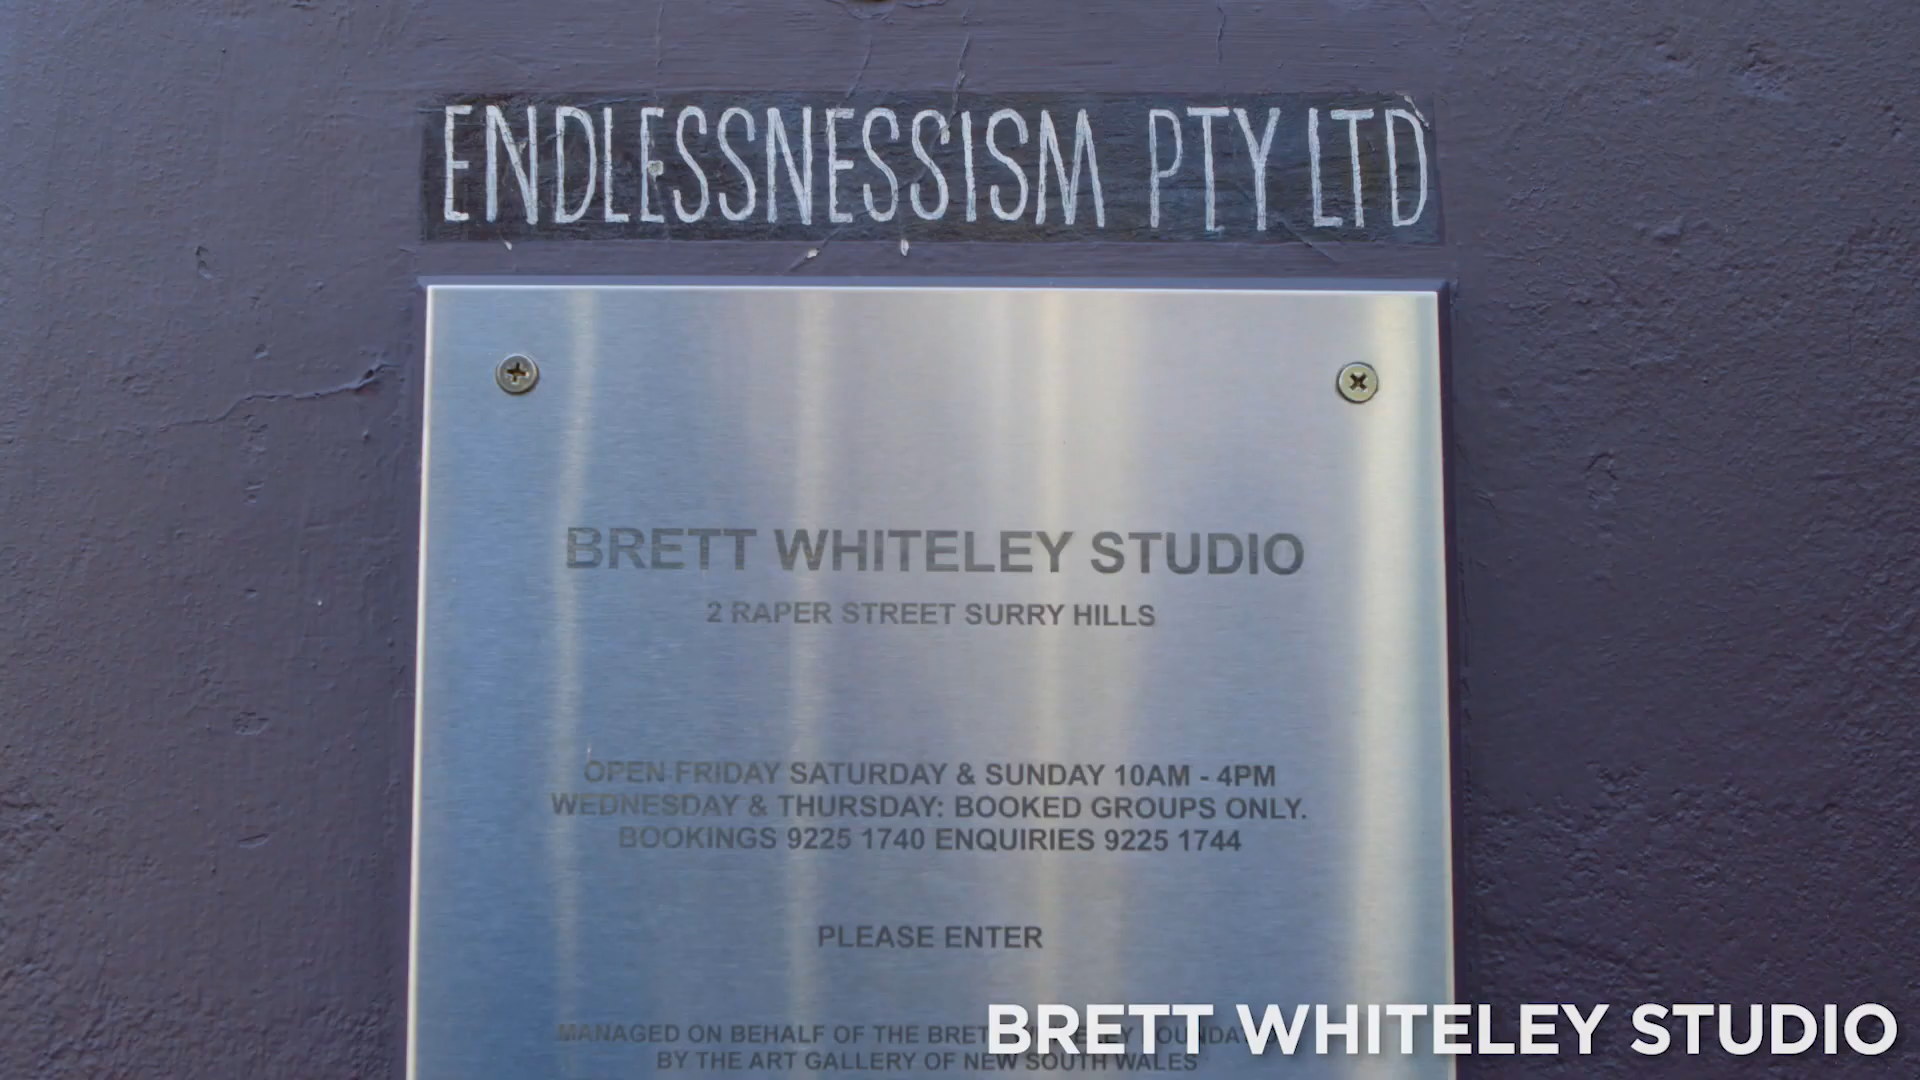 ENDLESSNESSISM PTY LTD
BRETT WHITELEY STUDIO
2 RAPER STREET SURRY HILLS
OPEN FRIDAY SATURDAY & SUNDAY 10AM - 4PM
WEDNESDAY & THURSDAY: BOOKED GROUPS ONLY.
BOOKINGS 9225 1740 ENQUIRIES 9225 1744
PLEASE ENTER
MANAGED ON BEHALF OF THE BRETT WHITELEY FOUNDATION
BY THE ART GALLERY OF NEW SOUTH WALES
BRETT WHITELEY STUDIO